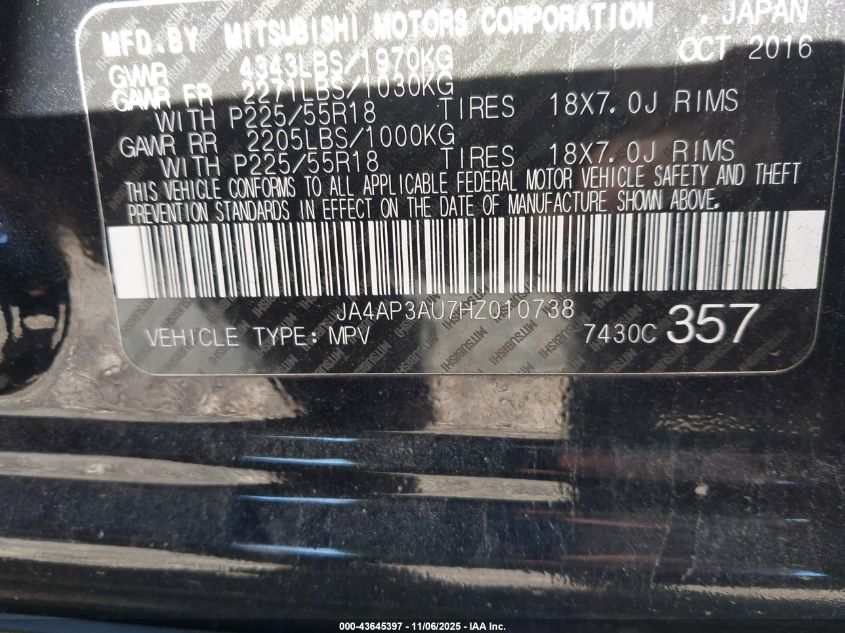 MFD.BY MITSUBISHI MOTORS CORPORATION , JAPAN
GVWR 4343LBS/1970KG OCT 2016
GAWR FR 2271LBS/1030KG
WITH P225/55R18 TIRES 18X7.0J RIMS
GAWR RR 2205LBS/1000KG
WITH P225/55R18 TIRES 18X7.0J RIMS
THIS VEHICLE CONFORMS TO ALL APPLICABLE FEDERAL MOTOR VEHICLE SAFETY AND THEFT
PREVENTION STANDARDS IN EFFECT ON THE DATE OF MANUFACTURE SHOWN ABOVE.
JA4AP3AU7HZ010738
VEHICLE TYPE:MPV 7430C 357
000-43645397 - 11/06/2025 - IAA Inc.